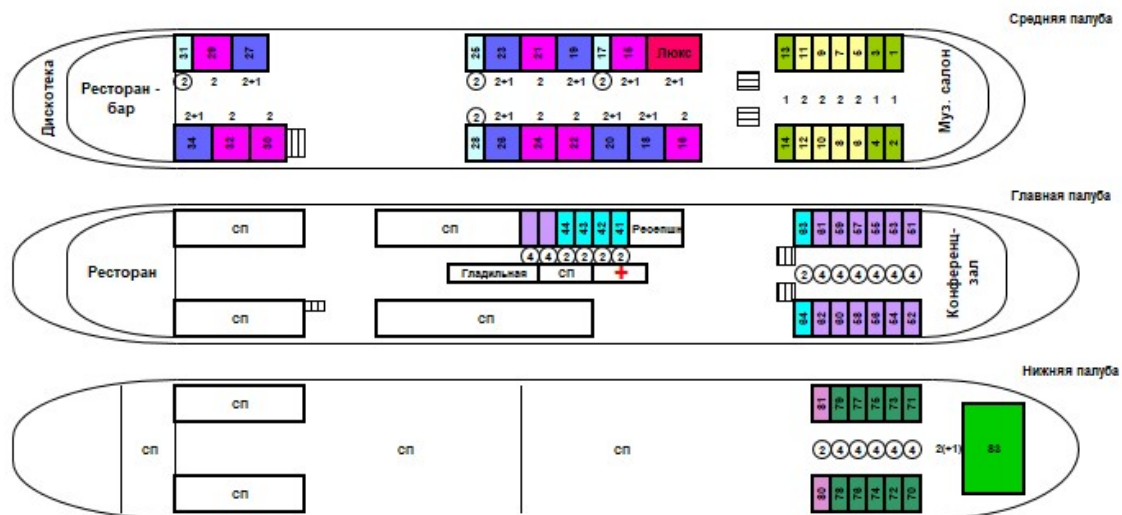 Средняя палуба
31 29 27 25 23 21 19 17 15 Люкс 13 11 9 7 5 3 1
2 2 2+1 2 2+1 2 2+1 2 2 2+1
Дискотека
Ресторан - бар
Муз. салон
1 2 2 2 2 1 1
2+1 2 2 2 2+1 2 2 2+1 2+1 2
34 32 30 28 26 24 22 20 18 16 14 12 10 8 6 4 2
Главная палуба
сп сп 44 43 42 41 Ресепшн 63 61 59 57 55 53 51
4 4 2 2 2 2
Ресторан
Гладильная сп
2 4 4 4 4 4 4
Конференц-
зал
сп сп 64 62 60 58 56 54 52
Нижняя палуба
сп 81 79 77 75 73 71
сп сп сп 2 4 4 4 4 4 2(+1) 83
сп 80 78 76 74 72 70